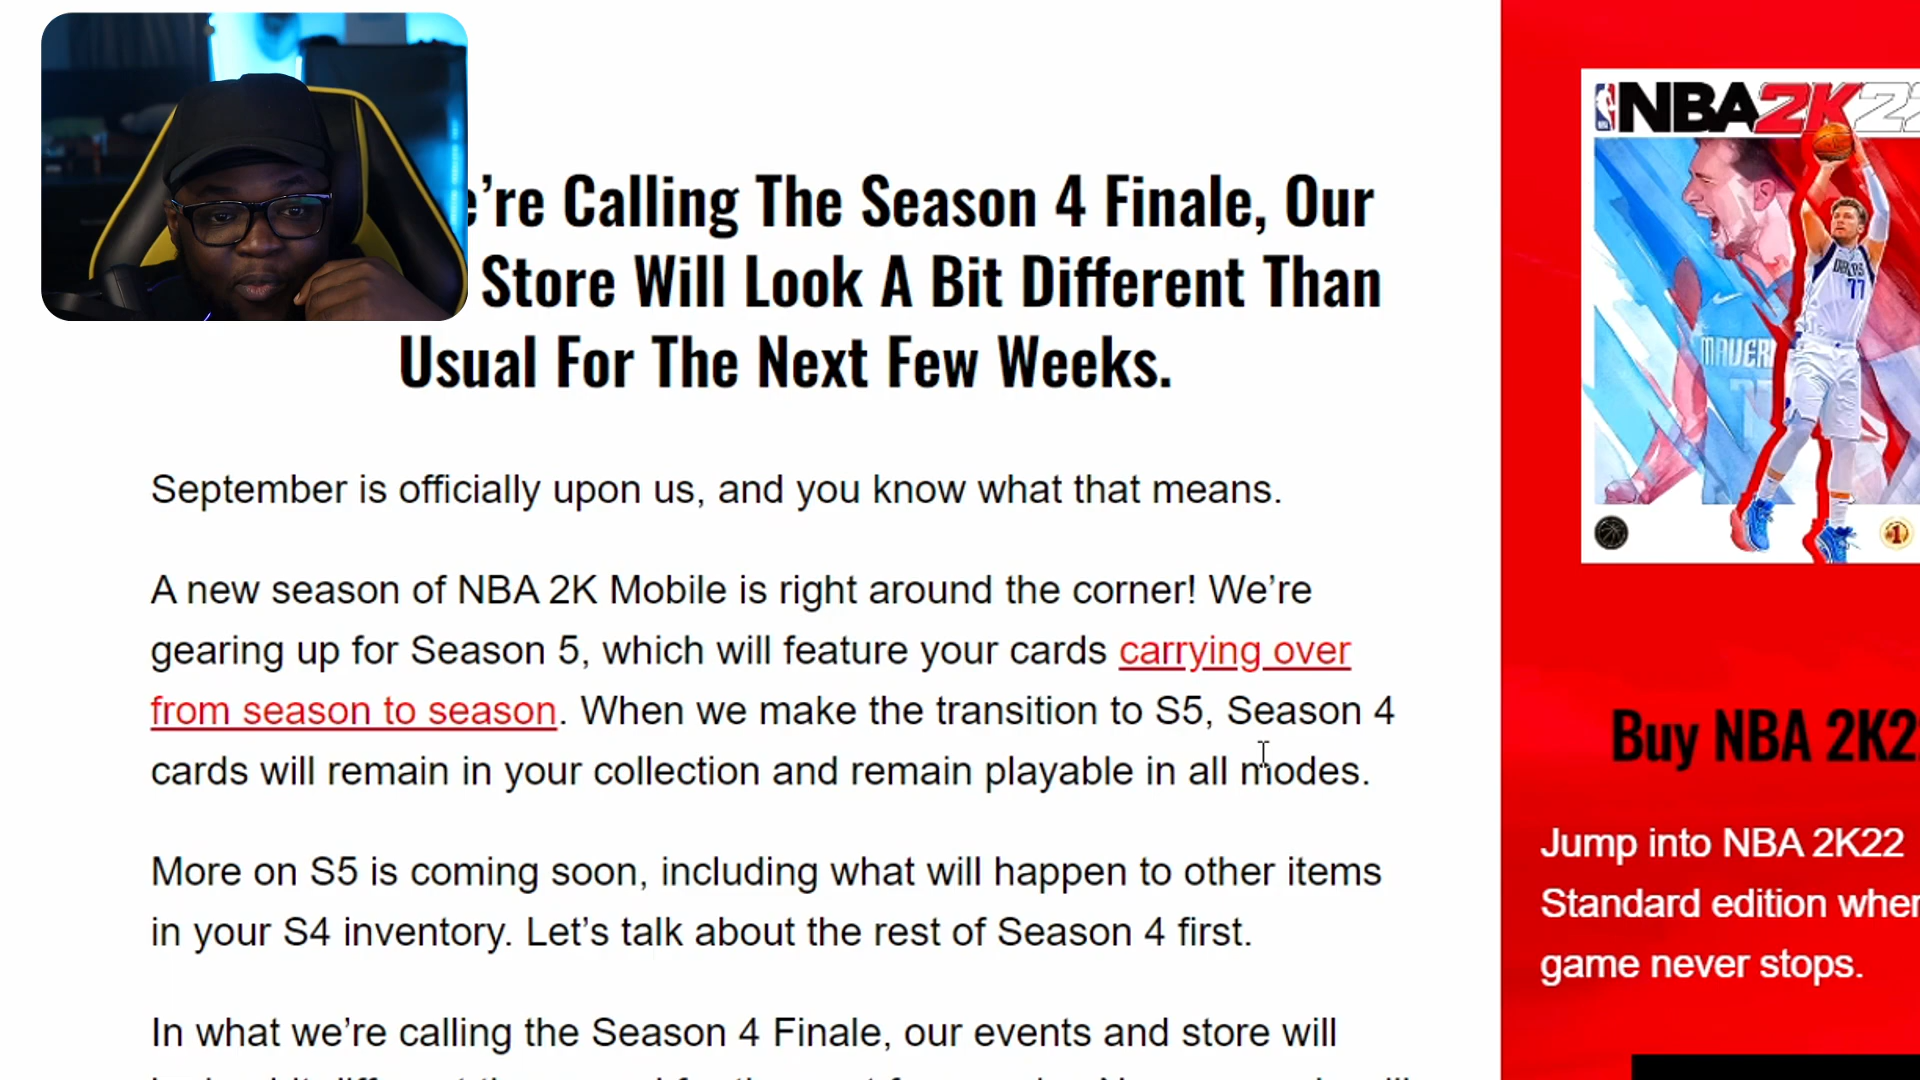 e're Calling The Season 4 Finale, Our
Store Will Look A Bit Different Than
Usual For The Next Few Weeks.
September is officially upon us, and you know what that means.
A new season of NBA 2K Mobile is right around the corner! We're
gearing up for Season 5, which will feature your cards carrying over
from season to season. When we make the transition to S5, Season 4
cards will remain in your collection and remain playable in all modes.
More on S5 is coming soon, including what will happen to other items
in your S4 inventory. Let's talk about the rest of Season 4 first.
In what we're calling the Season 4 Finale, our events and store will
NBA 2K22
77
Buy NBA 2K2
Jump into NBA 2K22
Standard edition wher
game never stops.